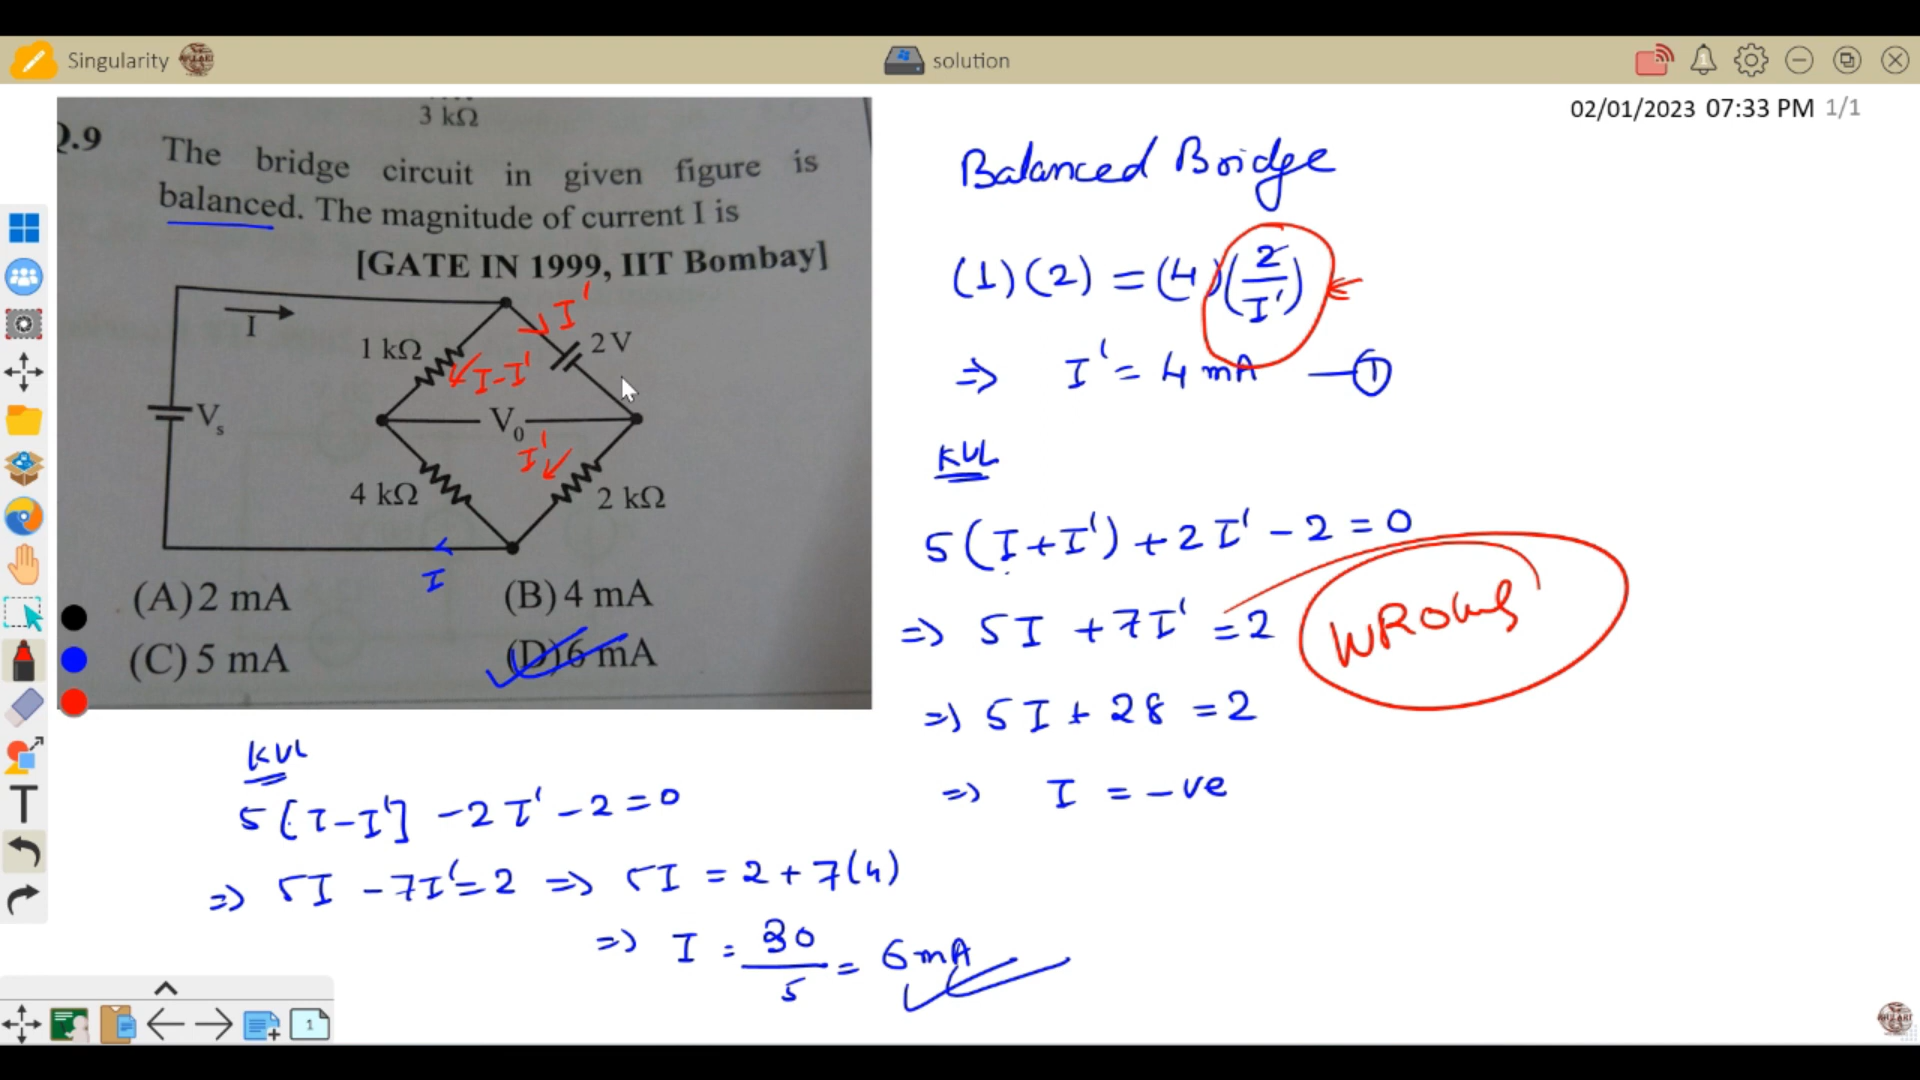 Singularity
solution
02/01/2023 07:33 PM 1/1
3 kΩ
Q.9
The bridge circuit in given figure is
balanced. The magnitude of current I is
[GATE IN 1999, IIT Bombay]
I
I'
1 kΩ
I-I'
2 V
Vs
V0
I'
4 kΩ
2 kΩ
I
(A) 2 mA
(B) 4 mA
(C) 5 mA
(D) 6 mA
Balanced Bridge
(1)(2) = (4)(2/I')
⇒ I' = 4 mA —①
KVL
5(I+I') + 2I' - 2 = 0
⇒ 5I + 7I' = 2
WRONG
⇒ 5I + 28 = 2
⇒ I = -ve
KVL
5[I-I'] - 2I' - 2 = 0
⇒ 5I - 7I' = 2 ⇒ 5I = 2 + 7(4)
⇒ I = 30/5 = 6 mA
T
1